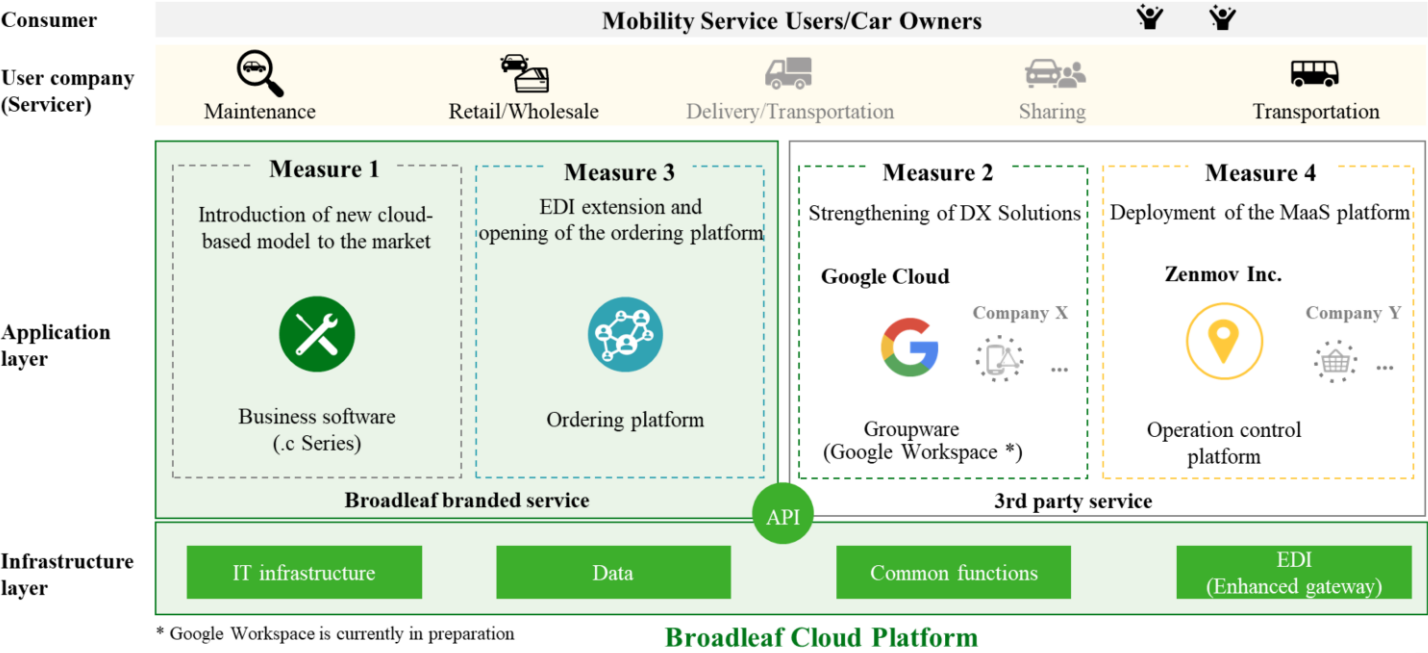 Consumer
Mobility Service Users/Car Owners
User company
(Servicer)
Maintenance
Retail/Wholesale
Delivery/Transportation
Sharing
Transportation
Application
layer
Measure 1
Introduction of new cloud-
based model to the market
Business software
(.c Series)
Measure 3
EDI extension and
opening of the ordering platform
Ordering platform
Broadleaf branded service
Measure 2
Strengthening of DX Solutions
Google Cloud
Company X
...
Groupware
(Google Workspace *)
Measure 4
Deployment of the MaaS platform
Zenmov Inc.
Company Y
...
Operation control
platform
3rd party service
API
Infrastructure
layer
IT infrastructure
Data
Common functions
EDI
(Enhanced gateway)
* Google Workspace is currently in preparation
Broadleaf Cloud Platform